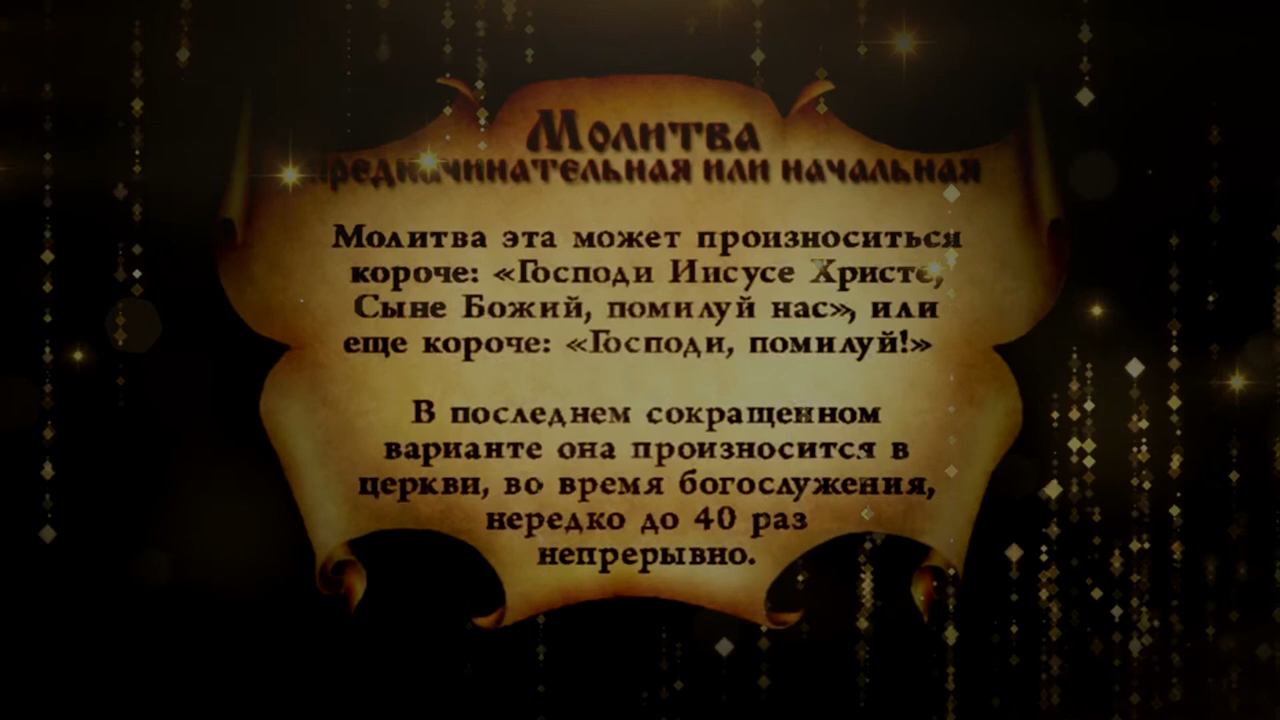 Молитва
предначинательная или начальная
Молитва эта может произноситься
короче: «Господи Иисусе Христе,
Сыне Божий, помилуй нас», или
еще короче: «Господи, помилуй!»
В последнем сокращенном
варианте она произносится в
церкви, во время богослужения,
нередко до 40 раз
непрерывно.